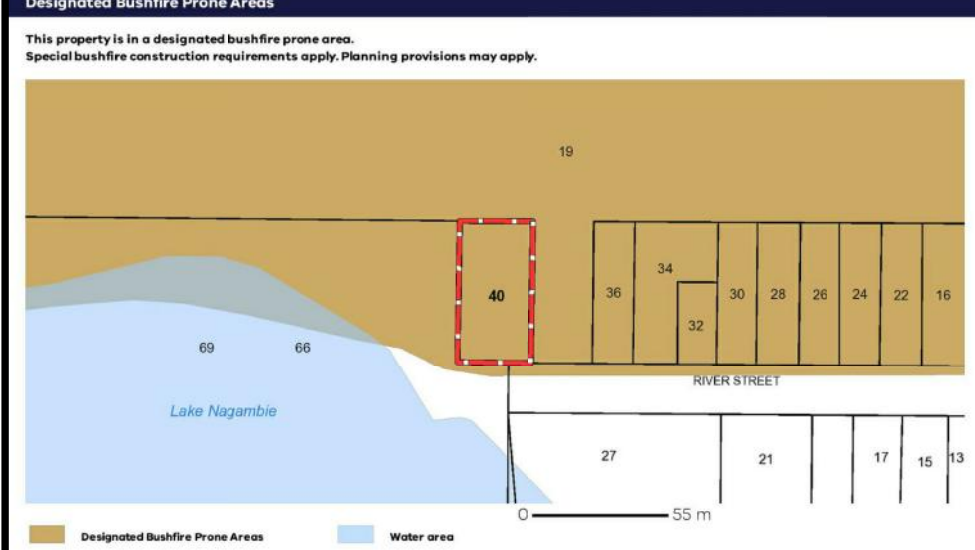 Designated Bushfire Prone Areas
This property is in a designated bushfire prone area.
Special bushfire construction requirements apply. Planning provisions may apply.
19
40
36
34
32
30
28
26
24
22
16
69
66
RIVER STREET
Lake Nagambie
27
21
17
15
13
0
55 m
Designated Bushfire Prone Areas
Water area